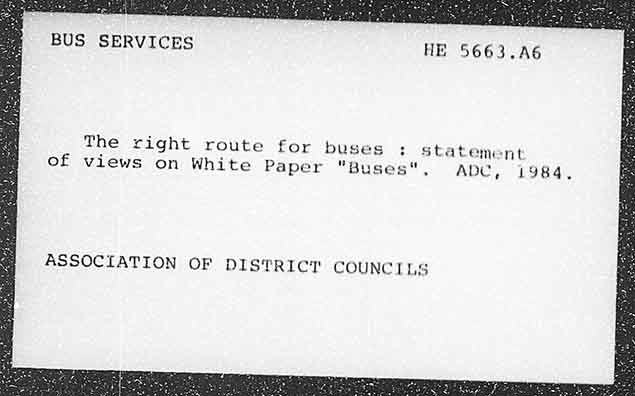 BUS SERVICES HE 5663.A6
The right route for buses : statement
of views on White Paper "Buses". ADC, 1984.
ASSOCIATION OF DISTRICT COUNCILS